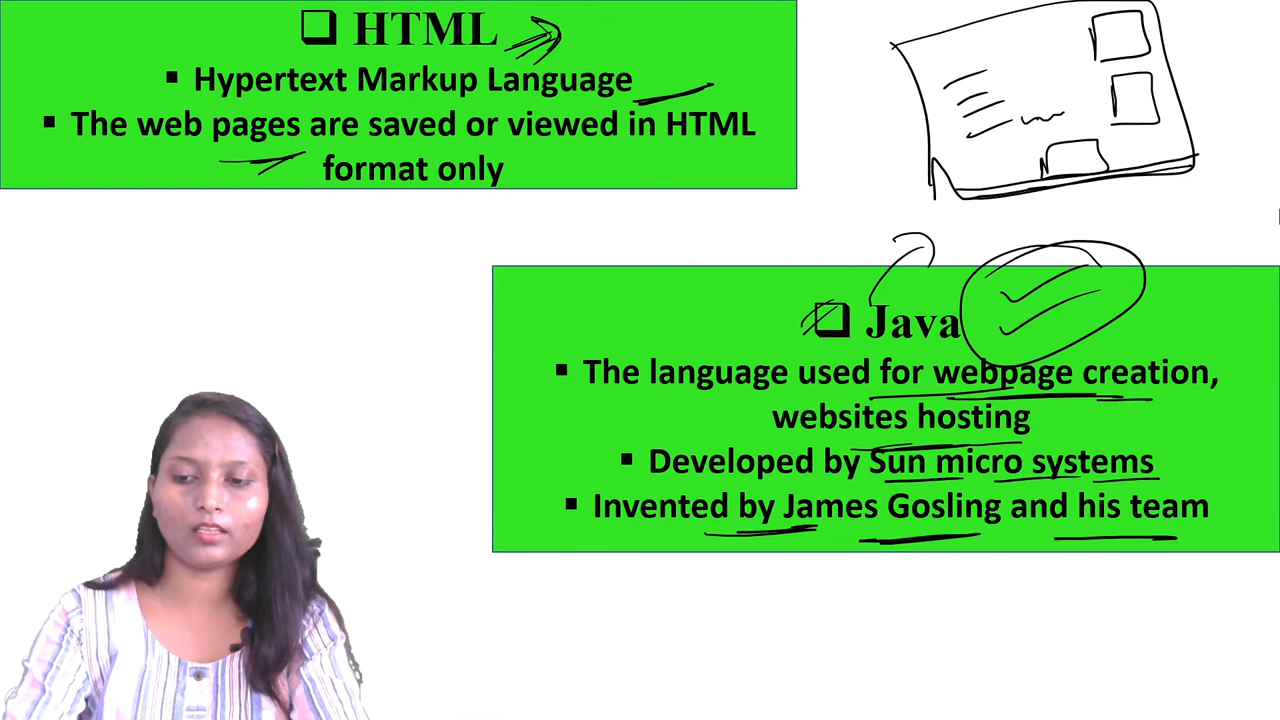 HTML
Hypertext Markup Language
The web pages are saved or viewed in HTML
format only
Java
The language used for webpage creation,
websites hosting
Developed by Sun micro systems
Invented by James Gosling and his team